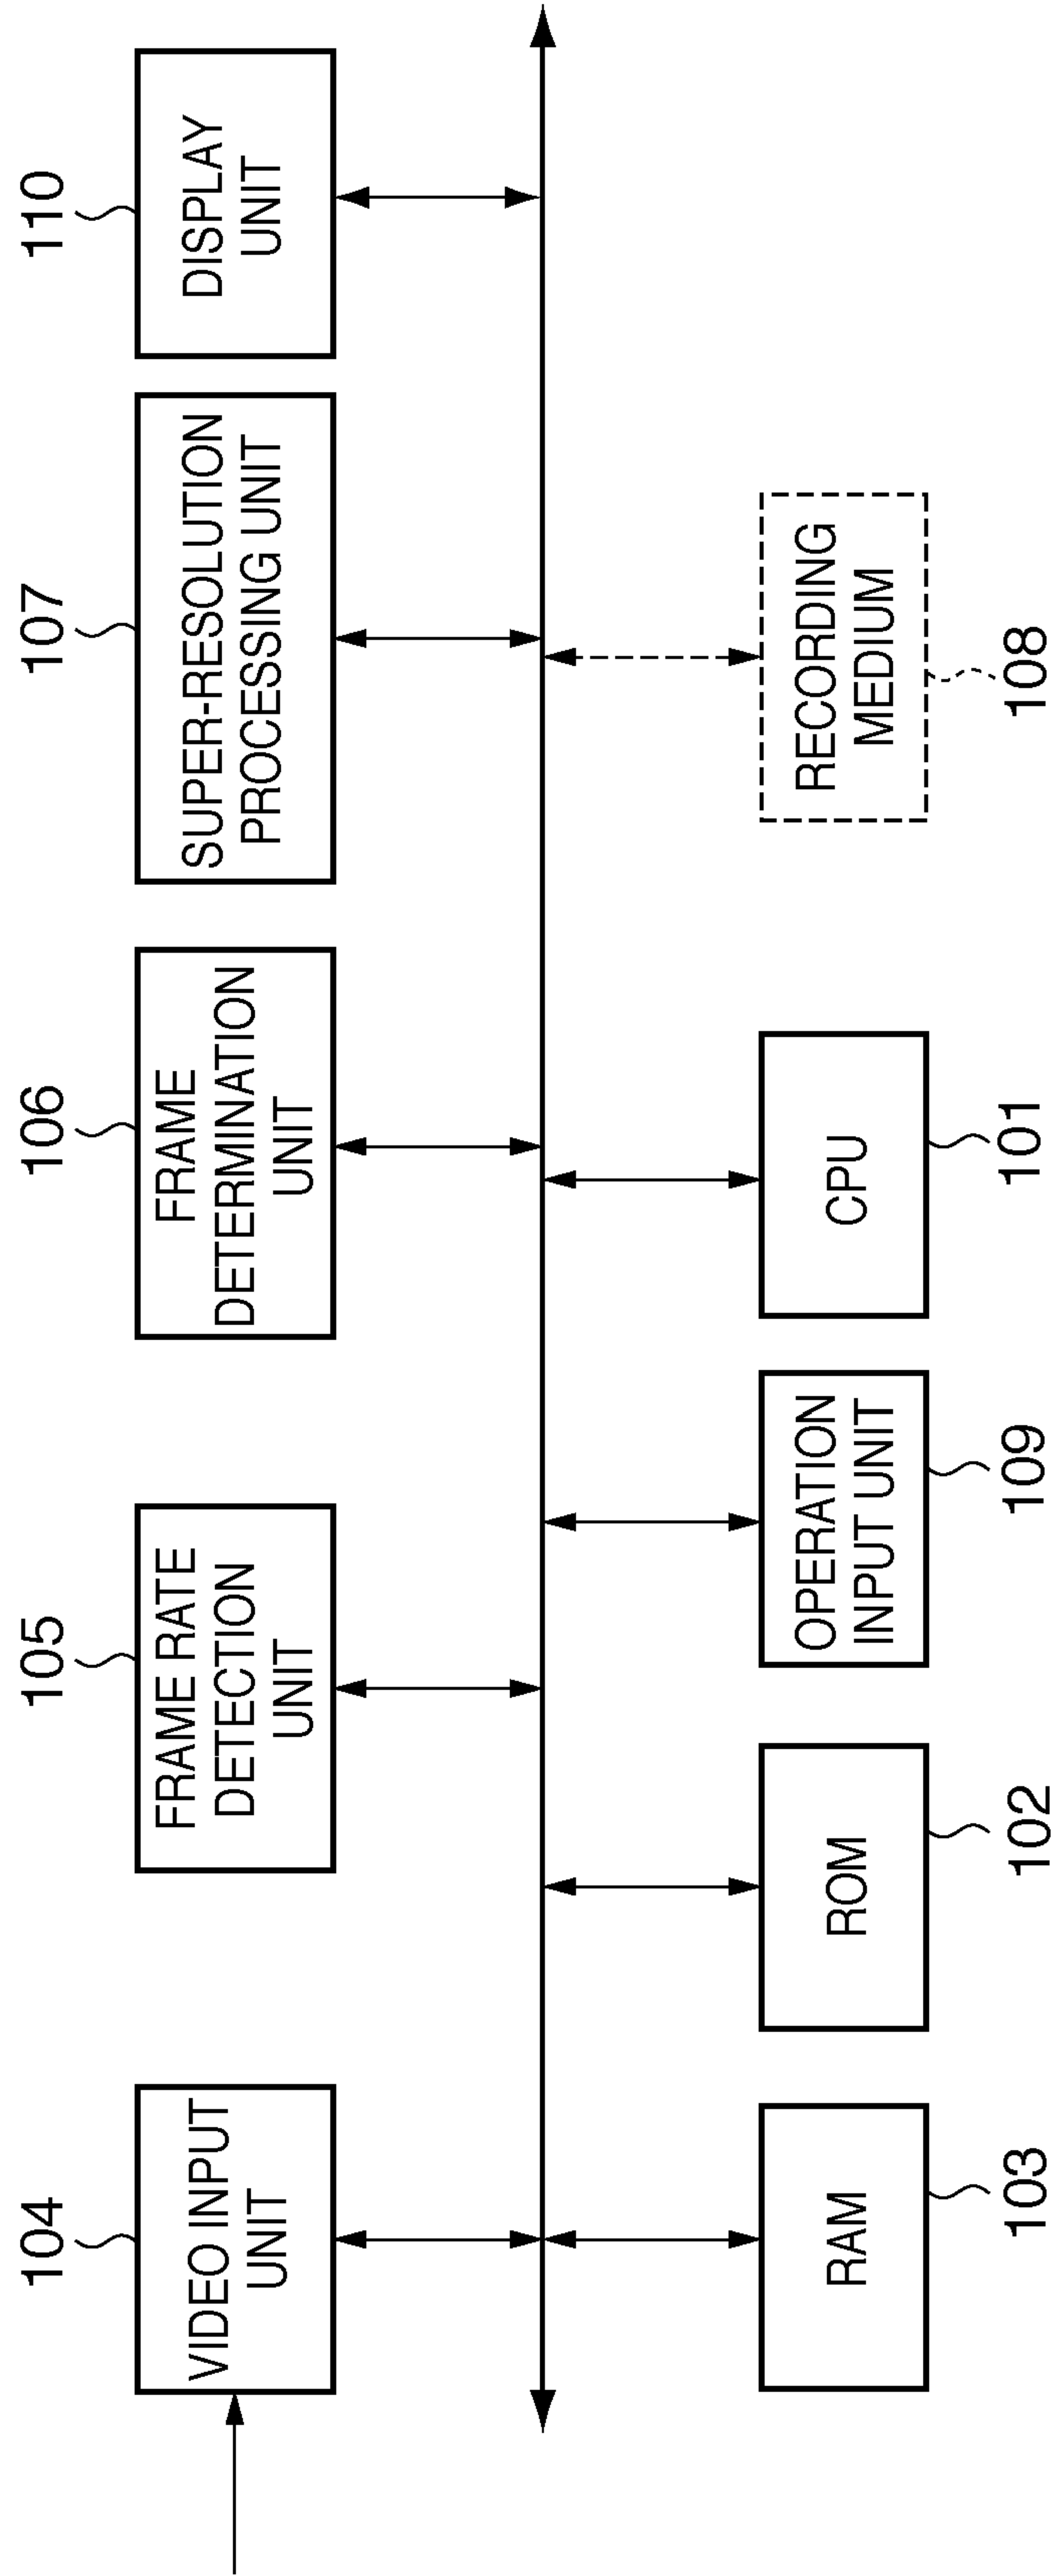 104
105
106
107
110
VIDEO INPUT
UNIT
FRAME RATE
DETECTION
UNIT
FRAME
DETERMINATION
UNIT
SUPER-RESOLUTION
PROCESSING UNIT
DISPLAY
UNIT
RAM
ROM
OPERATION
INPUT UNIT
CPU
RECORDING
MEDIUM
103
102
109
101
108